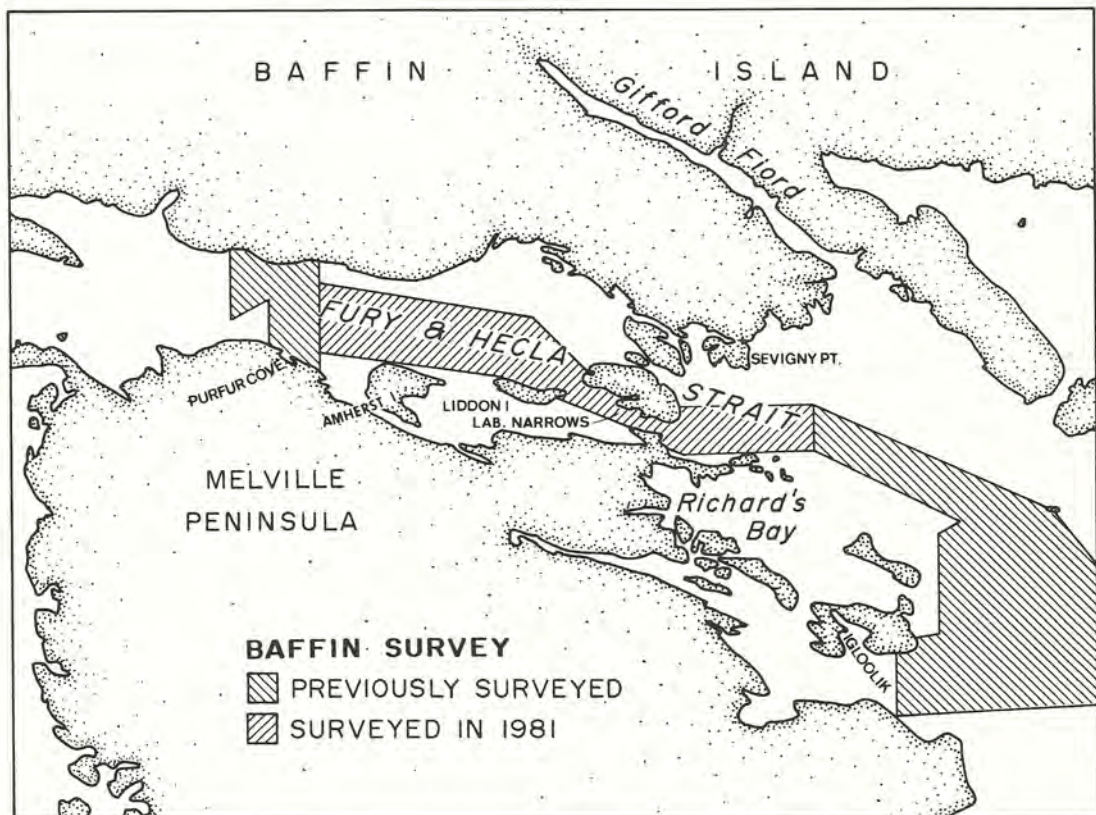 BAFFIN ISLAND
Gifford Fiord
FURY & HECLA STRAIT
SEVIGNY PT.
PURFUR COVE
AMHERST I
LIDDON I
LAB. NARROWS
MELVILLE
PENINSULA
Richard's
Bay
IGLOOLIK
BAFFIN SURVEY
PREVIOUSLY SURVEYED
SURVEYED IN 1981